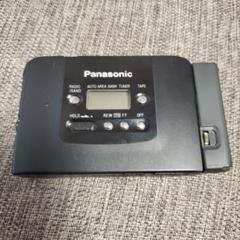 Panasonic
RADIO
/BAND
AUTO AREA BANK TUNER
TAPE
HOLD
REW
FF
OFF